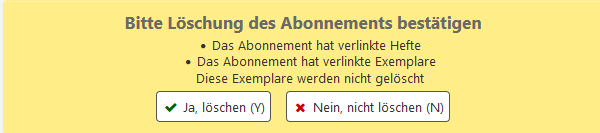 Bitte Löschung des Abonnements bestätigen
• Das Abonnement hat verlinkte Hefte
• Das Abonnement hat verlinkte Exemplare
Diese Exemplare werden nicht gelöscht
✔ Ja, löschen (Y) ✖ Nein, nicht löschen (N)